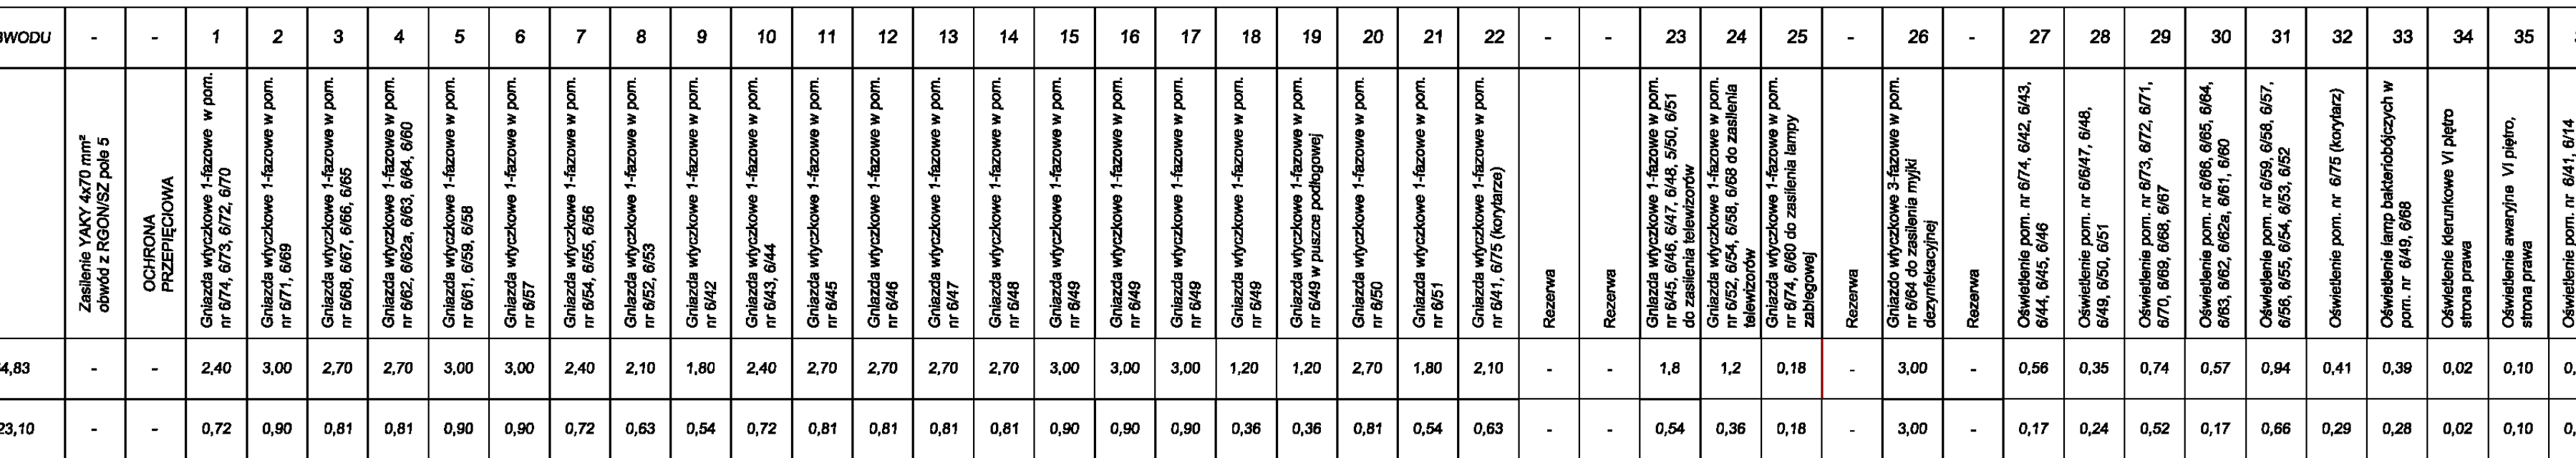 BWODU - - 1 2 3 4 5 6 7 8 9 10 11 12 13 14 15 16 17 18 19 20 21 22 - - 23 24 25 - 26 - 27 28 29 30 31 32 33 34 35
Zasilenie YAKY 4x70 mm²
obwód z RGON/SZ pole 5
OCHRONA
PRZEPIĘCIOWA
Gniazda wtyczkowe 1-fazowe w pom.
nr 6/74, 6/73, 6/72, 6/70
Gniazda wtyczkowe 1-fazowe w pom.
nr 6/71, 6/69
Gniazda wtyczkowe 1-fazowe w pom.
nr 6/68, 6/67, 6/66, 6/65
Gniazda wtyczkowe 1-fazowe w pom.
nr 6/62, 6/62a, 6/63, 6/64, 6/60
Gniazda wtyczkowe 1-fazowe w pom.
nr 6/61, 6/59, 6/58
Gniazda wtyczkowe 1-fazowe w pom.
nr 6/57
Gniazda wtyczkowe 1-fazowe w pom.
nr 6/54, 6/55, 6/56
Gniazda wtyczkowe 1-fazowe w pom.
nr 6/52, 6/53
Gniazda wtyczkowe 1-fazowe w pom.
nr 6/42
Gniazda wtyczkowe 1-fazowe w pom.
nr 6/43, 6/44
Gniazda wtyczkowe 1-fazowe w pom.
nr 6/45
Gniazda wtyczkowe 1-fazowe w pom.
nr 6/46
Gniazda wtyczkowe 1-fazowe w pom.
nr 6/47
Gniazda wtyczkowe 1-fazowe w pom.
nr 6/48
Gniazda wtyczkowe 1-fazowe w pom.
nr 6/49
Gniazda wtyczkowe 1-fazowe w pom.
nr 6/49
Gniazda wtyczkowe 1-fazowe w pom.
nr 6/49
Gniazda wtyczkowe 1-fazowe w pom.
nr 6/49
Gniazda wtyczkowe 1-fazowe w pom.
nr 6/49 w puszce podłogowej
Gniazda wtyczkowe 1-fazowe w pom.
nr 6/50
Gniazda wtyczkowe 1-fazowe w pom.
nr 6/51
Gniazda wtyczkowe 1-fazowe w pom.
nr 6/41, 6/75 (korytarze)
Rezerwa
Rezerwa
Gniazda wtyczkowe 1-fazowe w pom.
nr 6/45, 6/46, 6/47, 6/48, 5/50, 6/51
do zasilenia telewizorów
Gniazda wtyczkowe 1-fazowe w pom.
nr 6/52, 6/54, 6/58, 6/68 do zasilenia
telewizorów
Gniazda wtyczkowe 1-fazowe w pom.
nr 6/74, 6/60 do zasilenia lampy
zabiegowej
Rezerwa
Gniazdo wtyczkowe 3-fazowe w pom.
nr 6/64 do zasilenia myjki
dezynfekacyjnej
Rezerwa
Oświetlenie pom. nr 6/74, 6/42, 6/43,
6/44, 6/45, 6/46
Oświetlenie pom. nr 6/6/47, 6/48,
6/49, 6/50, 6/51
Oświetlenie pom. nr 6/73, 6/72, 6/71,
6/70, 6/69, 6/68, 6/67
Oświetlenie pom. nr 6/66, 6/65, 6/64,
6/63, 6/62, 6/62a, 6/61, 6/60
Oświetlenie pom. nr 6/59, 6/58, 6/57,
6/56, 6/55, 6/54, 6/53, 6/52
Oświetlenie pom. nr 6/75 (korytarz)
Oświetlenie lamp bakteriobójczych w
pom. nr 6/49, 6/68
Oświetlenie kierunkowe VI piętro
strona prawa
Oświetlenie awaryjne VI piętro,
strona prawa
Oświetlenie pom. nr 6/41, 6/14
4,83 - - 2,40 3,00 2,70 2,70 3,00 3,00 2,40 2,10 1,80 2,40 2,70 2,70 2,70 2,70 3,00 3,00 3,00 1,20 1,20 2,70 1,80 2,10 - - 1,8 1,2 0,18 - 3,00 - 0,56 0,35 0,74 0,57 0,94 0,41 0,39 0,02 0,10 0,
23,10 - - 0,72 0,90 0,81 0,81 0,90 0,90 0,72 0,63 0,54 0,72 0,81 0,81 0,81 0,81 0,90 0,90 0,90 0,36 0,36 0,81 0,54 0,63 - - 0,54 0,36 0,18 - 3,00 - 0,17 0,24 0,52 0,17 0,66 0,29 0,28 0,02 0,10 0,